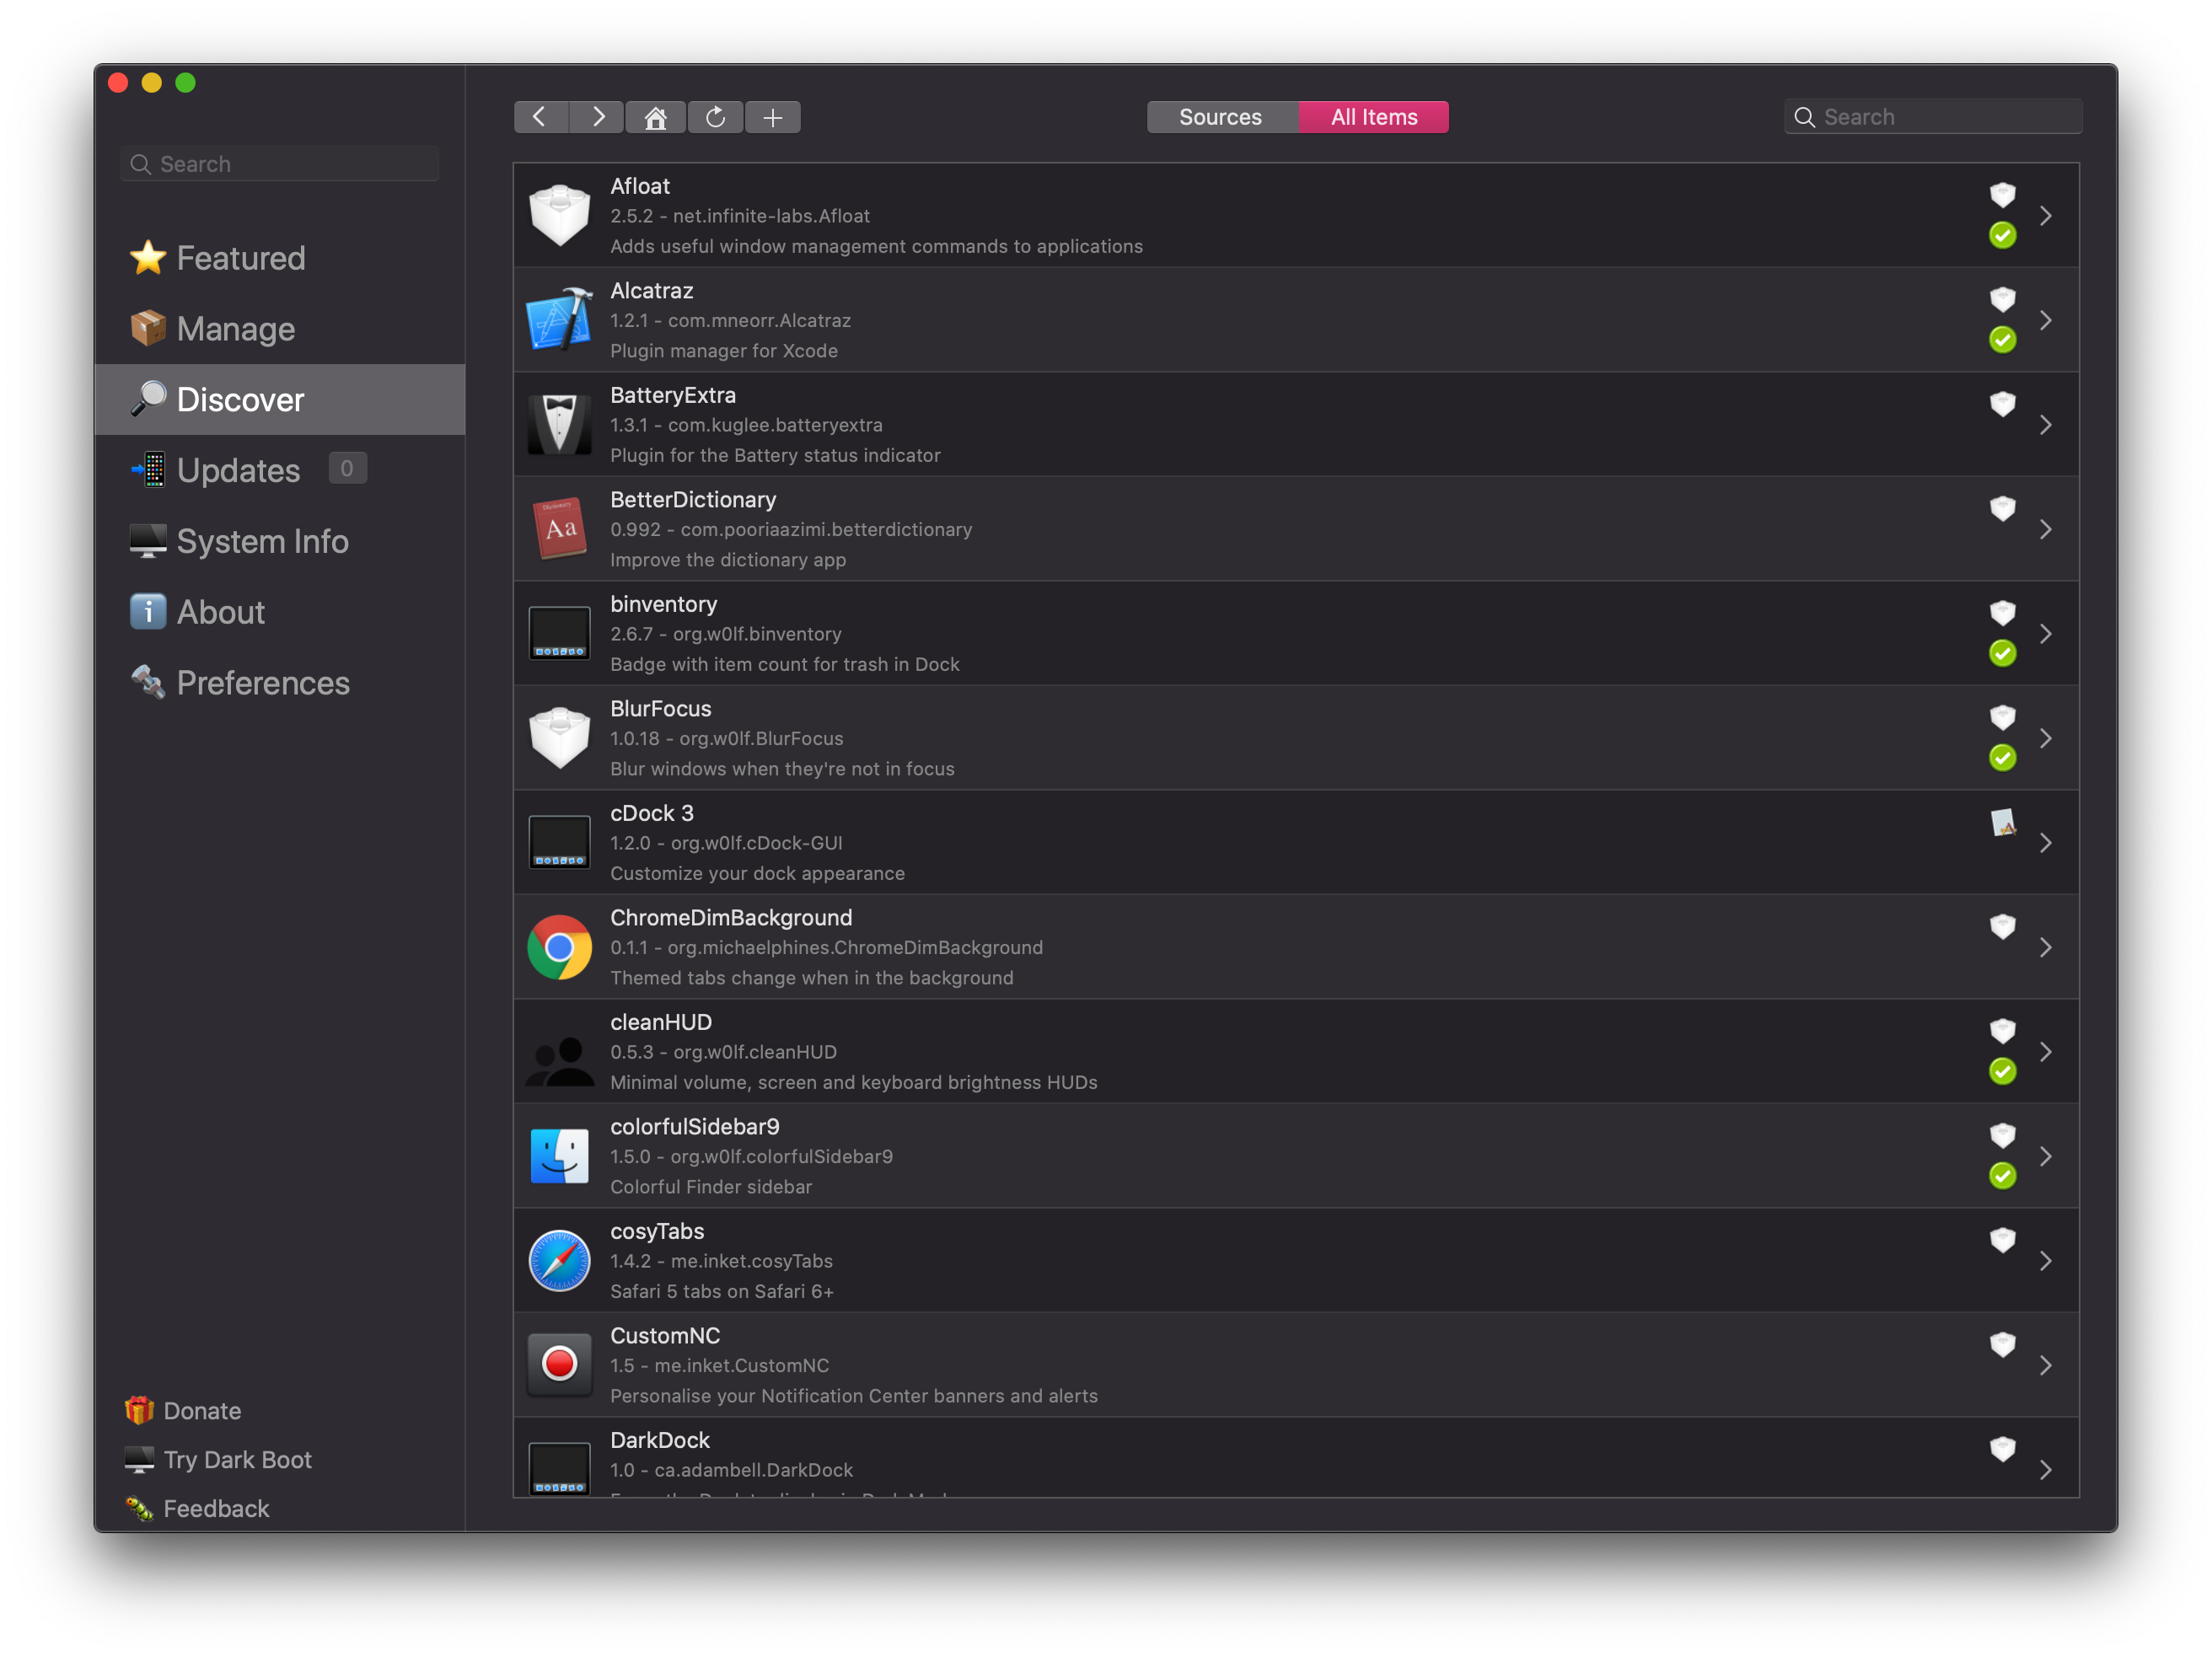 Search
Featured
Manage
Discover
Updates 0
System Info
About
Preferences
Donate
Try Dark Boot
Feedback
Sources All Items
Search
Afloat
2.5.2 - net.infinite-labs.Afloat
Adds useful window management commands to applications
Alcatraz
1.2.1 - com.mneorr.Alcatraz
Plugin manager for Xcode
BatteryExtra
1.3.1 - com.kuglee.batteryextra
Plugin for the Battery status indicator
Dictionary
Aa
BetterDictionary
0.992 - com.pooriaazimi.betterdictionary
Improve the dictionary app
binventory
2.6.7 - org.w0lf.binventory
Badge with item count for trash in Dock
BlurFocus
1.0.18 - org.w0lf.BlurFocus
Blur windows when they're not in focus
cDock 3
1.2.0 - org.w0lf.cDock-GUI
Customize your dock appearance
ChromeDimBackground
0.1.1 - org.michaelphines.ChromeDimBackground
Themed tabs change when in the background
cleanHUD
0.5.3 - org.w0lf.cleanHUD
Minimal volume, screen and keyboard brightness HUDs
colorfulSidebar9
1.5.0 - org.w0lf.colorfulSidebar9
Colorful Finder sidebar
cosyTabs
1.4.2 - me.inket.cosyTabs
Safari 5 tabs on Safari 6+
CustomNC
1.5 - me.inket.CustomNC
Personalise your Notification Center banners and alerts
DarkDock
1.0 - ca.adambell.DarkDock